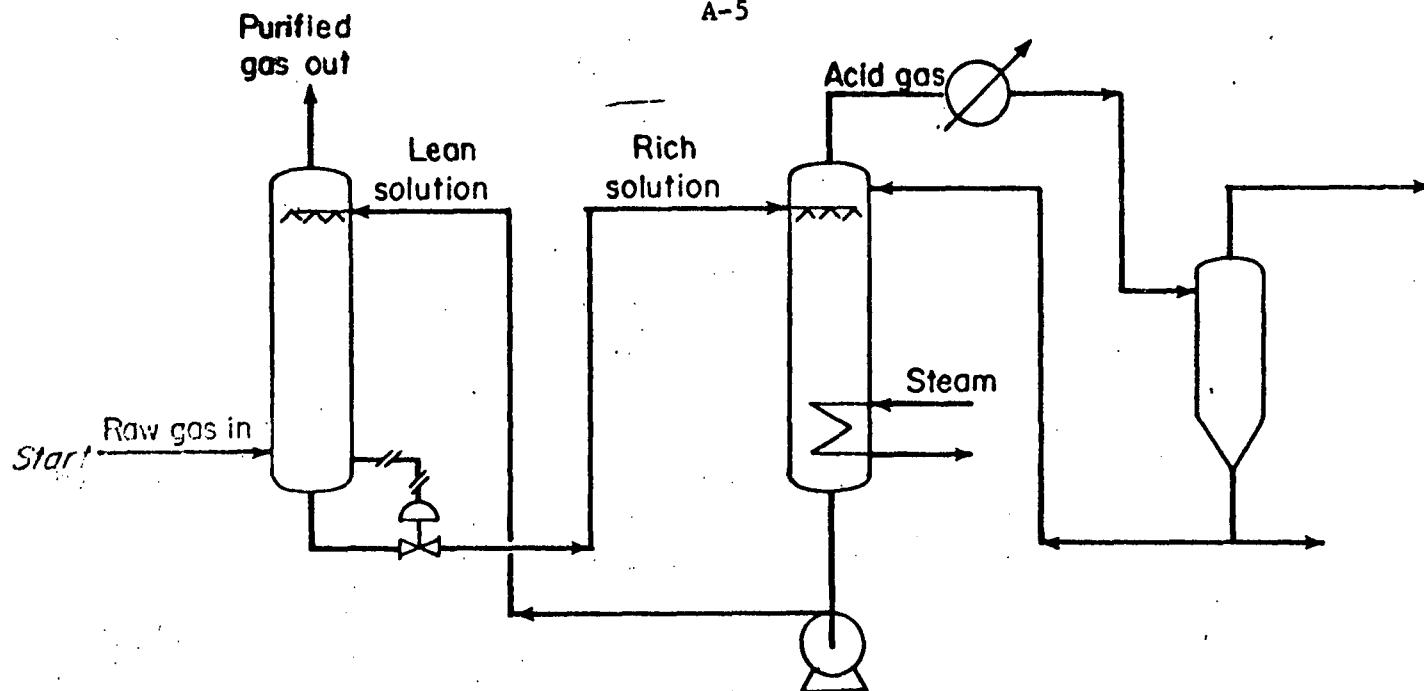 A-5
Purified
gas out
Acid gas
Lean
solution
Rich
solution
Steam
Raw gas in
Start